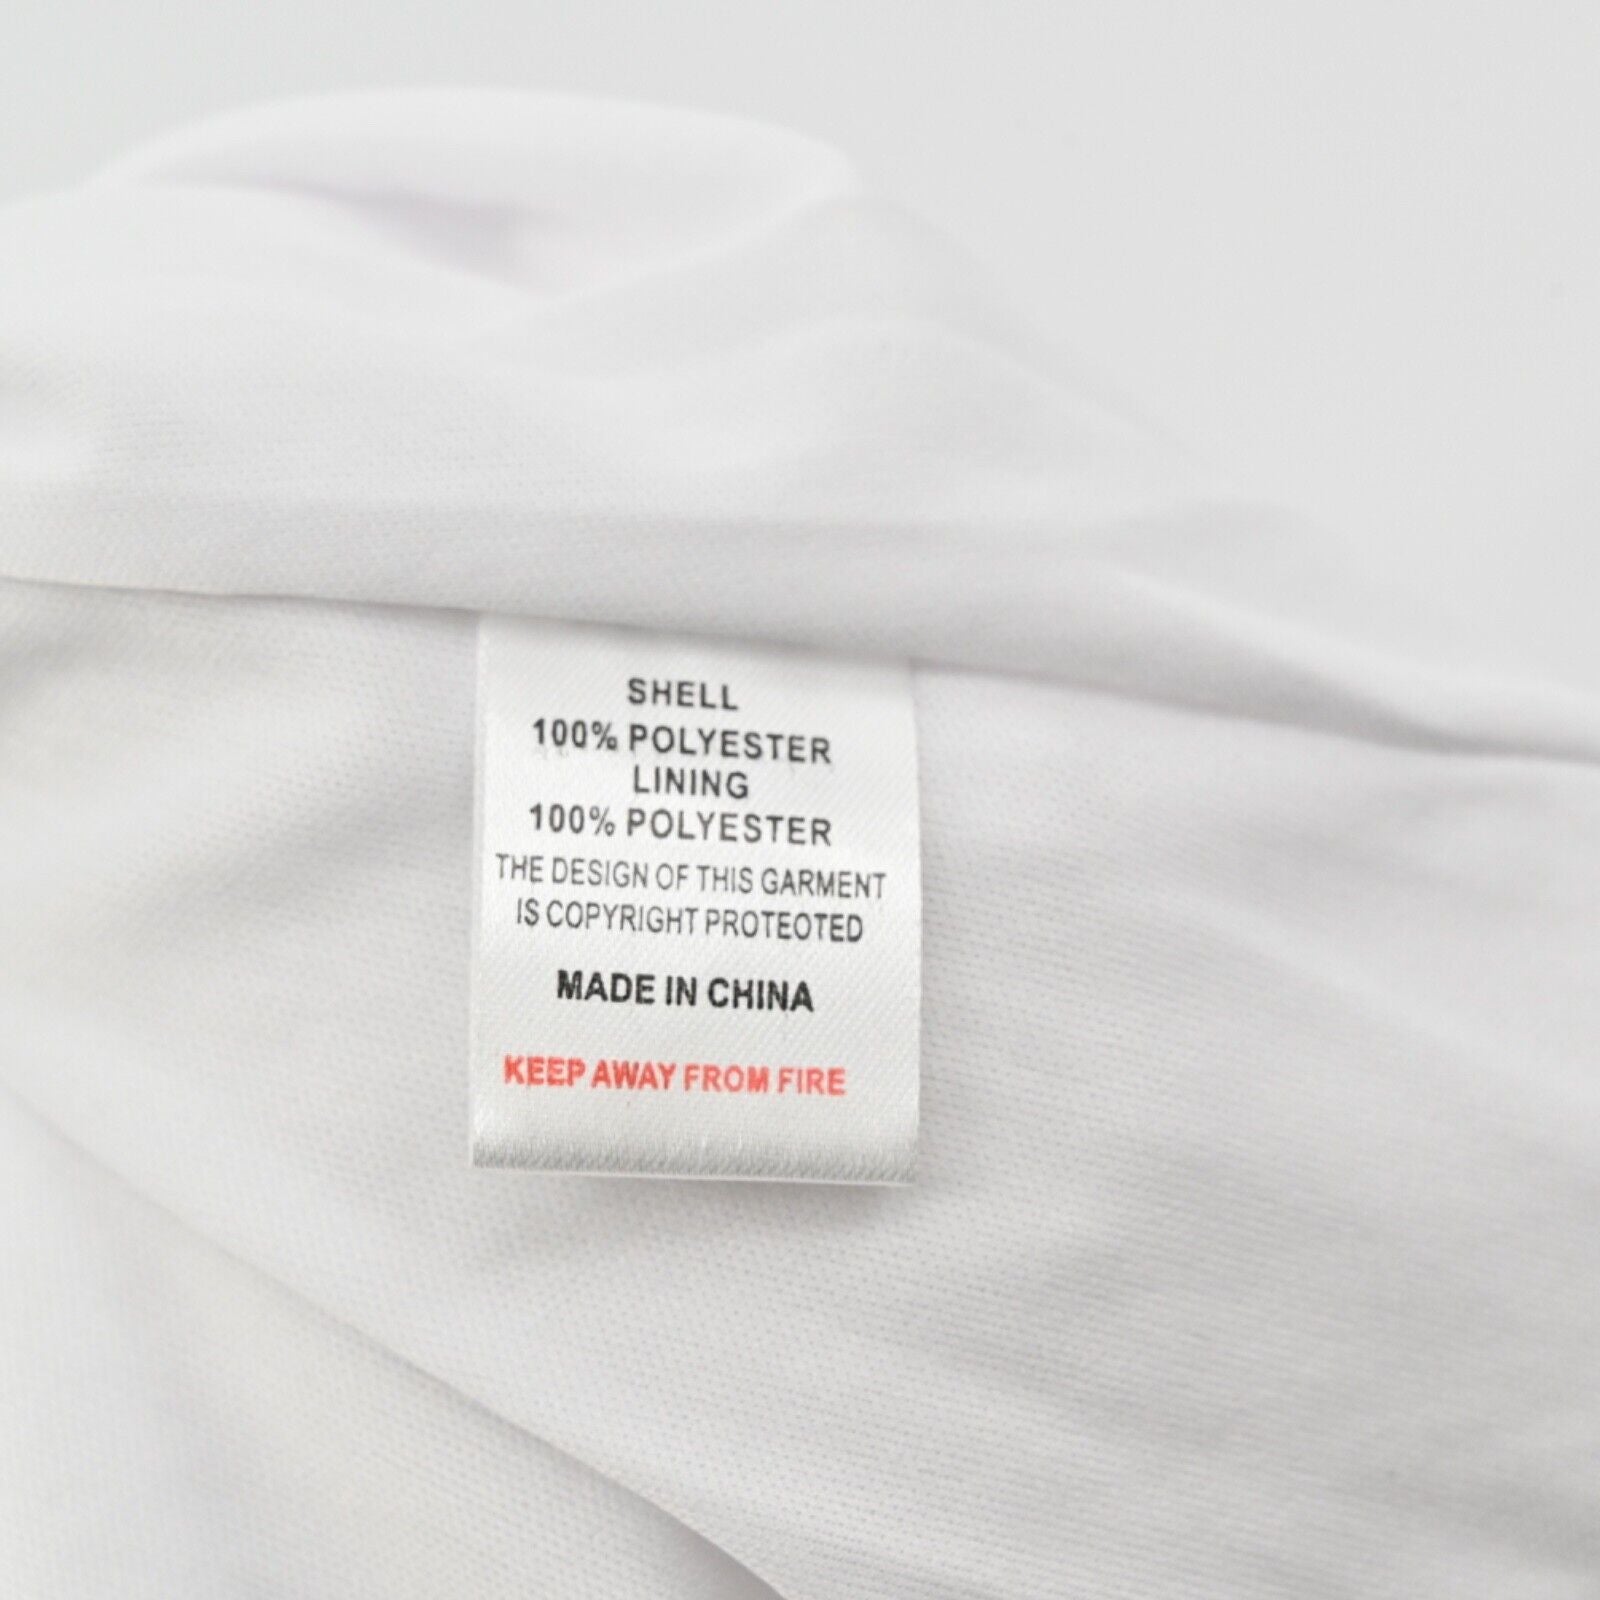 SHELL
100% POLYESTER
LINING
100% POLYESTER
THE DESIGN OF THIS GARMENT
IS COPYRIGHT PROTEOTED
MADE IN CHINA
KEEP AWAY FROM FIRE